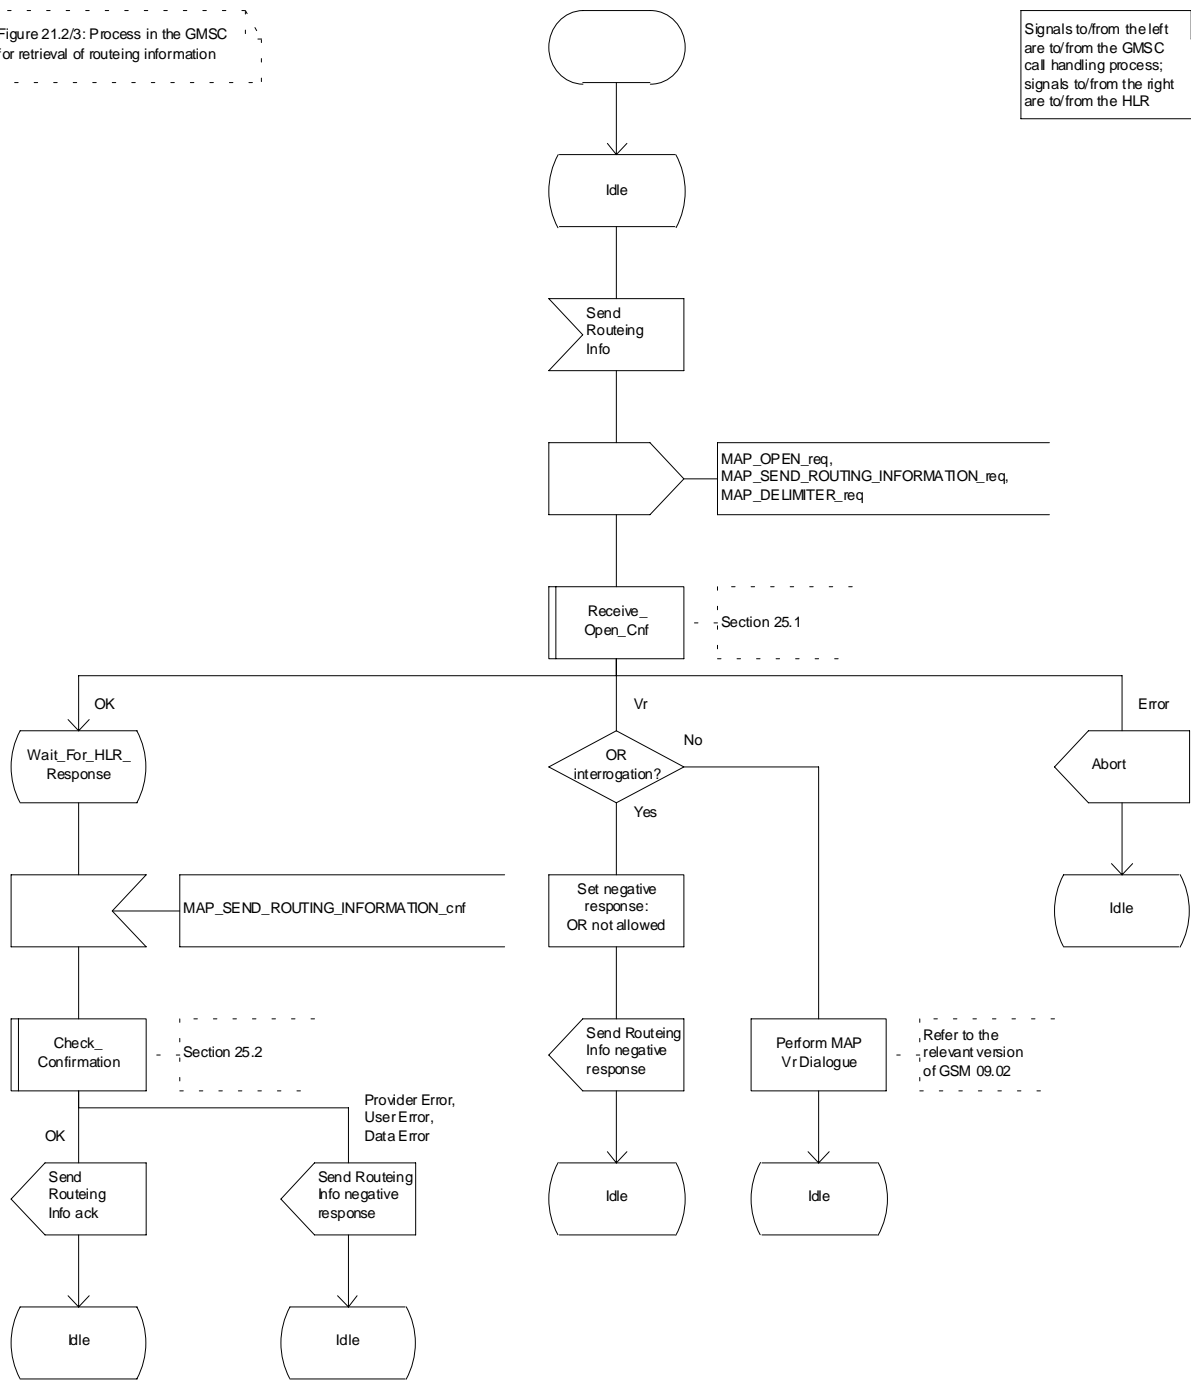 Figure 21.2/3: Process in the GMSC
for retrieval of routeing information
Signals to/from the left
are to/from the GMSC
call handling process;
signals to/from the right
are to/from the HLR
Idle
Send
Routeing
Info
MAP_OPEN_req,
MAP_SEND_ROUTING_INFORMATION_req,
MAP_DELIMITER_req
Receive_
Open_Cnf
Section 25.1
OK
Vr
Error
Wait_For_HLR_
Response
OR
interrogation?
No
Yes
Abort
MAP_SEND_ROUTING_INFORMATION_cnf
Set negative
response:
OR not allowed
Idle
Check_
Confirmation
Section 25.2
Send Routeing
Info negative
response
Perform MAP
Vr Dialogue
Refer to the
relevant version
of GSM 09.02
OK
Provider Error,
User Error,
Data Error
Send
Routeing
Info ack
Send Routeing
Info negative
response
Idle
Idle
Idle
Idle